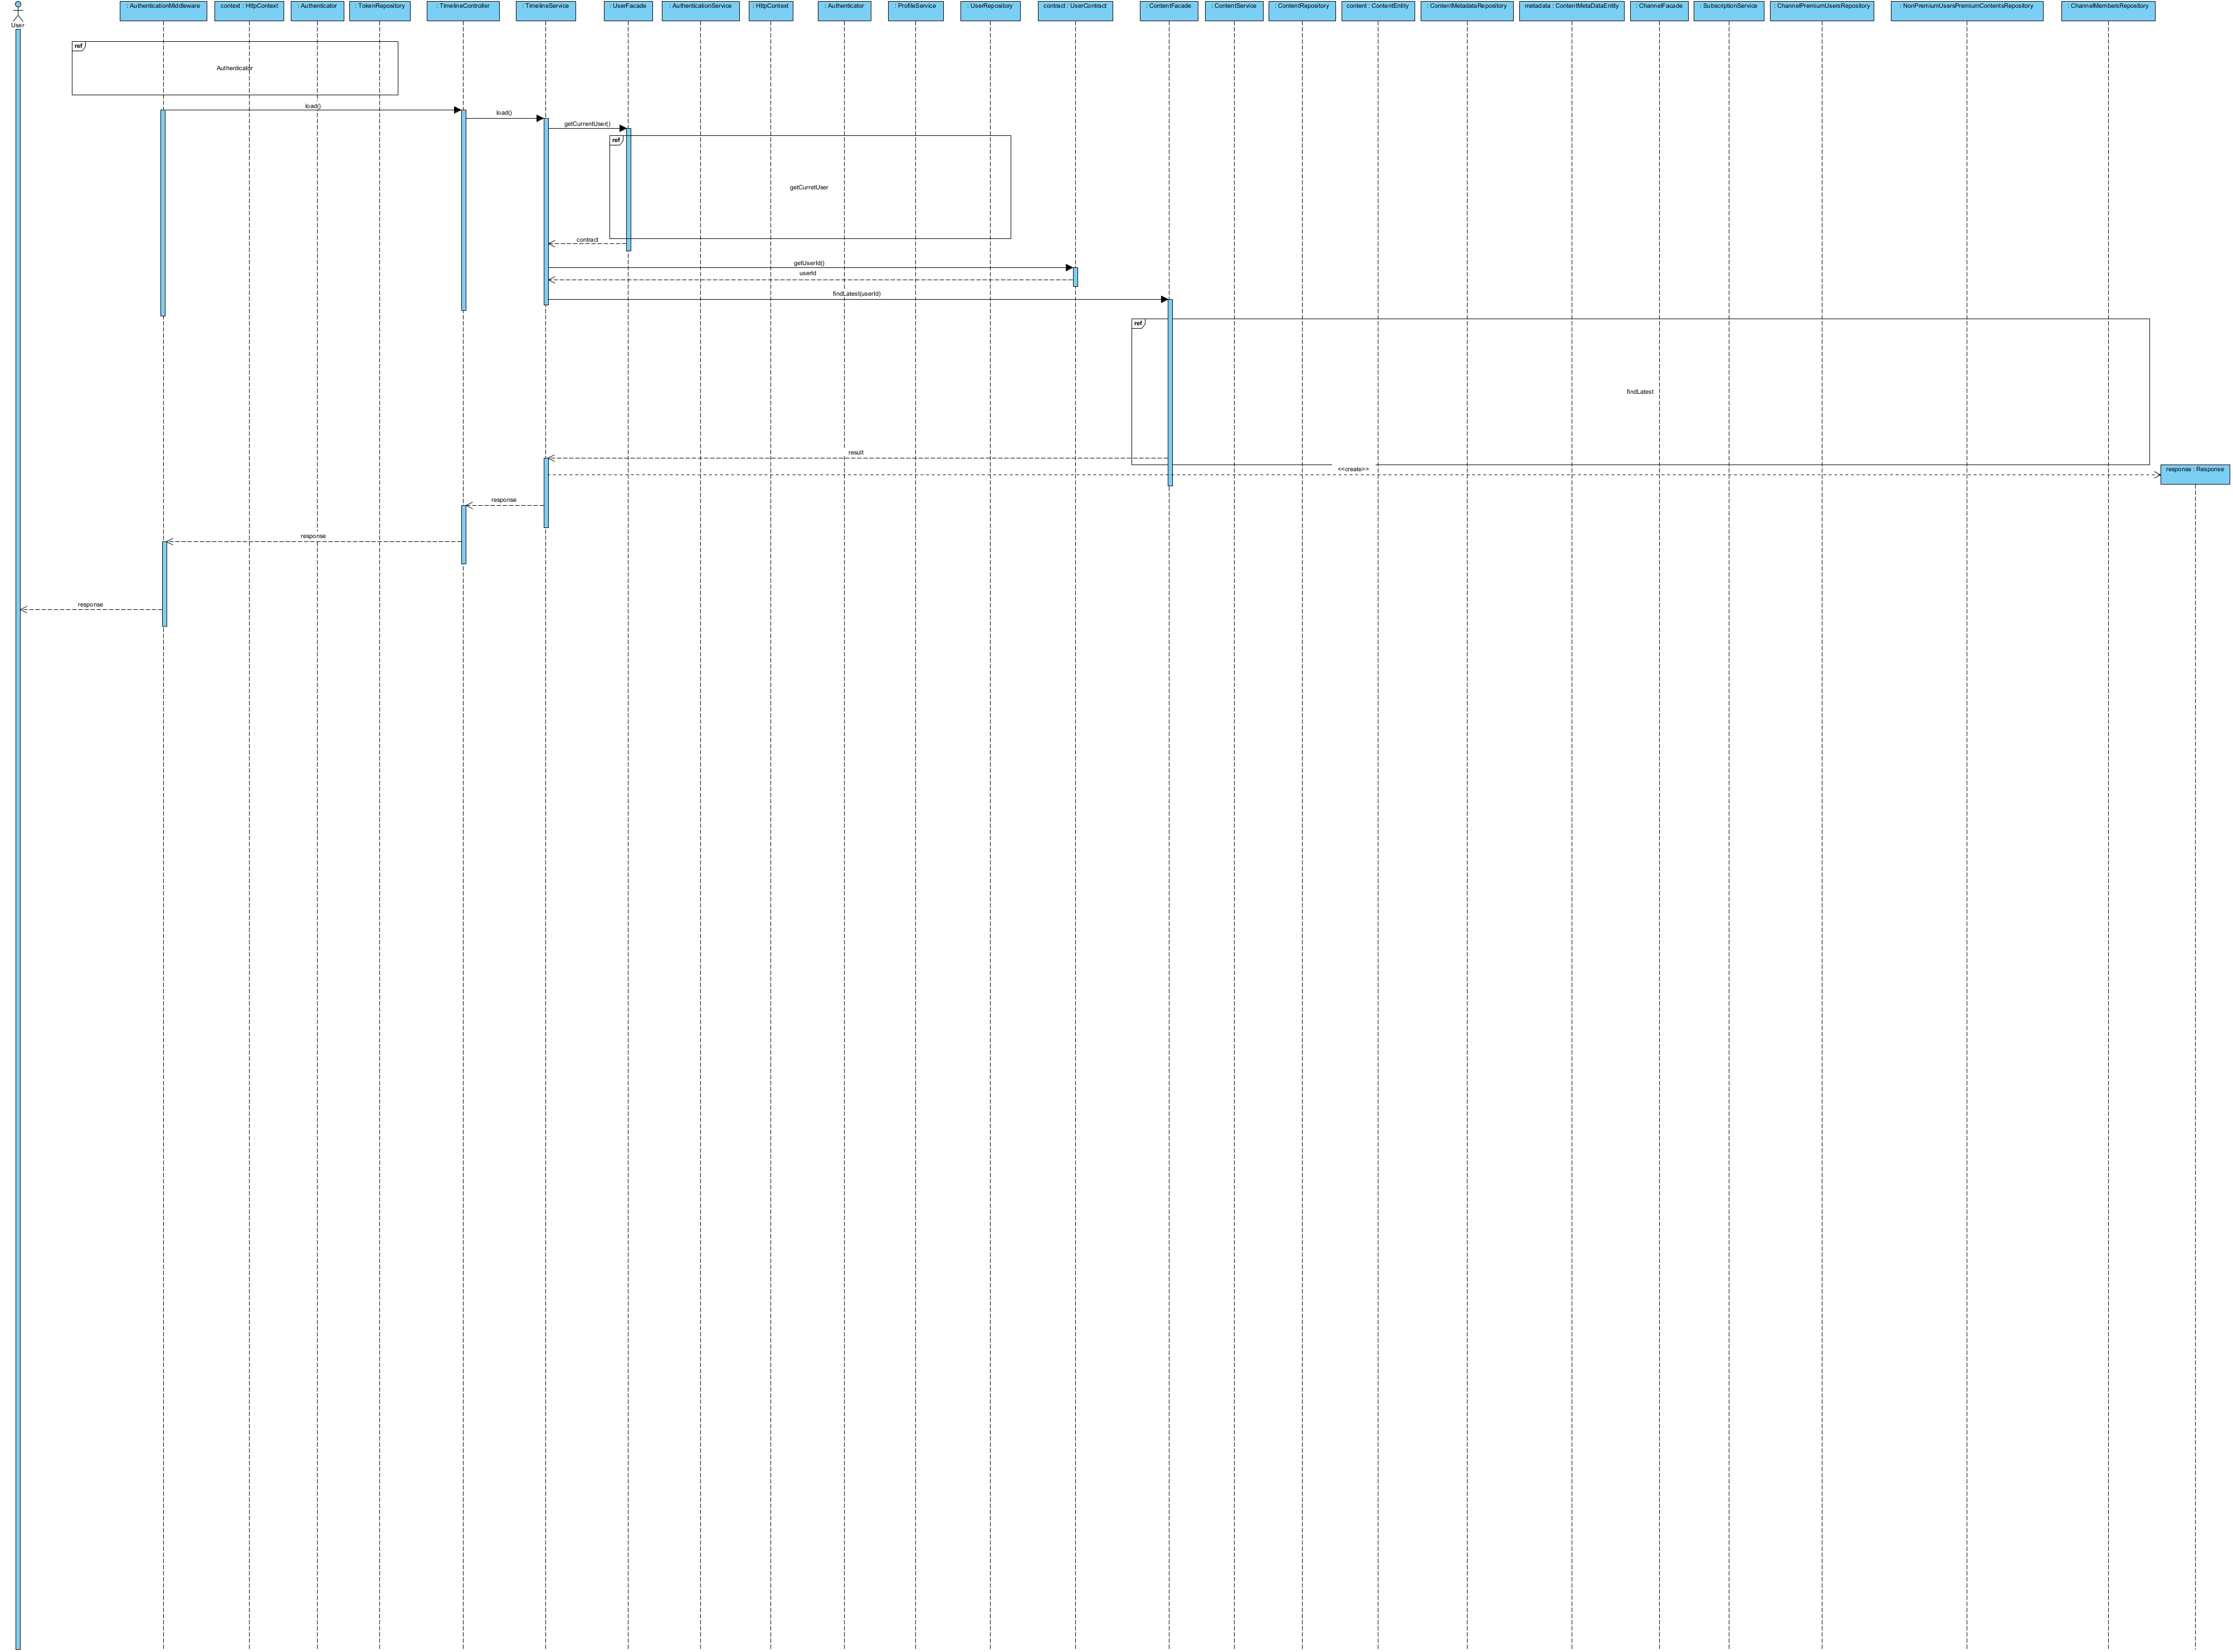 User
: AuthenticationMiddleware
context : HttpContext
: Authenticator
: TokenRepository
: TimelineController
: TimelineService
: UserFacade
: AuthenticationService
: HttpContext
: Authenticator
: ProfileService
: UserRepository
contract : UserContract
: ContentFacade
: ContentService
: ContentRepository
content : ContentEntity
: ContentMetadataRepository
metadata : ContentMetaDataEntity
: ChannelFacade
: SubscriptionService
: ChannelPremiumUsersRepository
: NonPremiumUsersPremiumContentsRepository
: ChannelMembersRepository
ref
Authenticator
load()
load()
getCurrentUser()
ref
getCurretUser
contract
getUserId()
userId
findLatest(userId)
ref
findLatest
result
<<create>>
response : Response
response
response
response